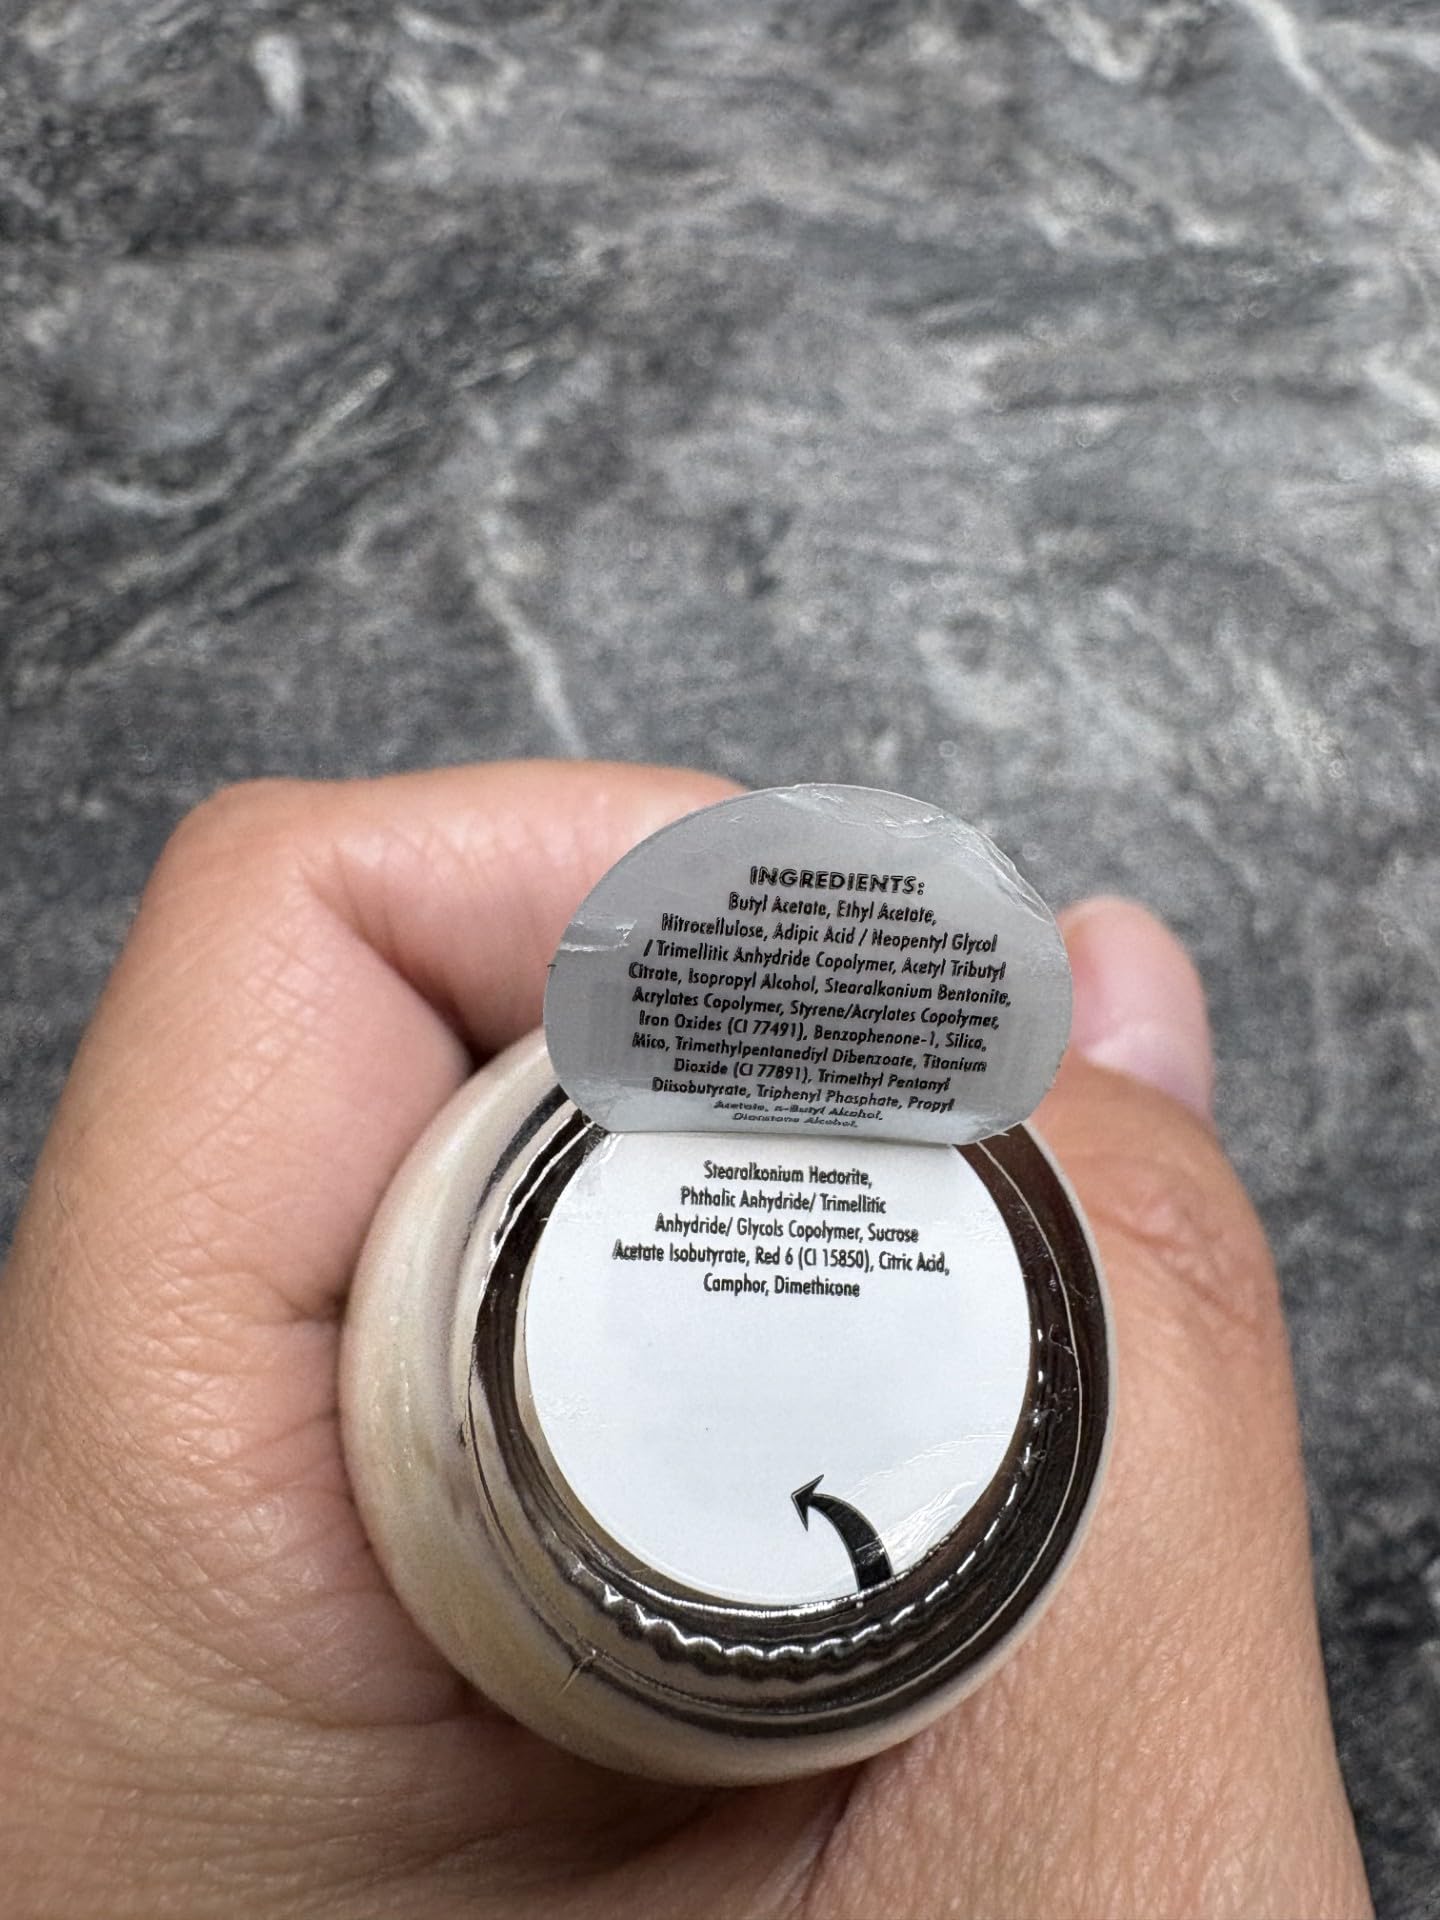 INGREDIENTS:
Butyl Acetate, Ethyl Acetate,
Nitrocellulose, Adipic Acid / Neopentyl Glycol
/ Trimellitic Anhydride Copolymer, Acetyl Tributyl
Citrate, Isopropyl Alcohol, Stearalkonium Bentonite,
Acrylates Copolymer, Styrene/Acrylates Copolymer,
Iron Oxides (CI 77491), Benzophenone-1, Silica,
Mica, Trimethylpentanediyl Dibenzoate, Titanium
Dioxide (CI 77891), Trimethyl Pentanyl
Diisobutyrate, Triphenyl Phosphate, Propyl
Acetate, n-Butyl Alcohol,
Diacetone Alcohol,
Stearalkonium Hectorite,
Phthalic Anhydride/ Trimellitic
Anhydride/ Glycols Copolymer, Sucrose
Acetate Isobutyrate, Red 6 (CI 15850), Citric Acid,
Camphor, Dimethicone